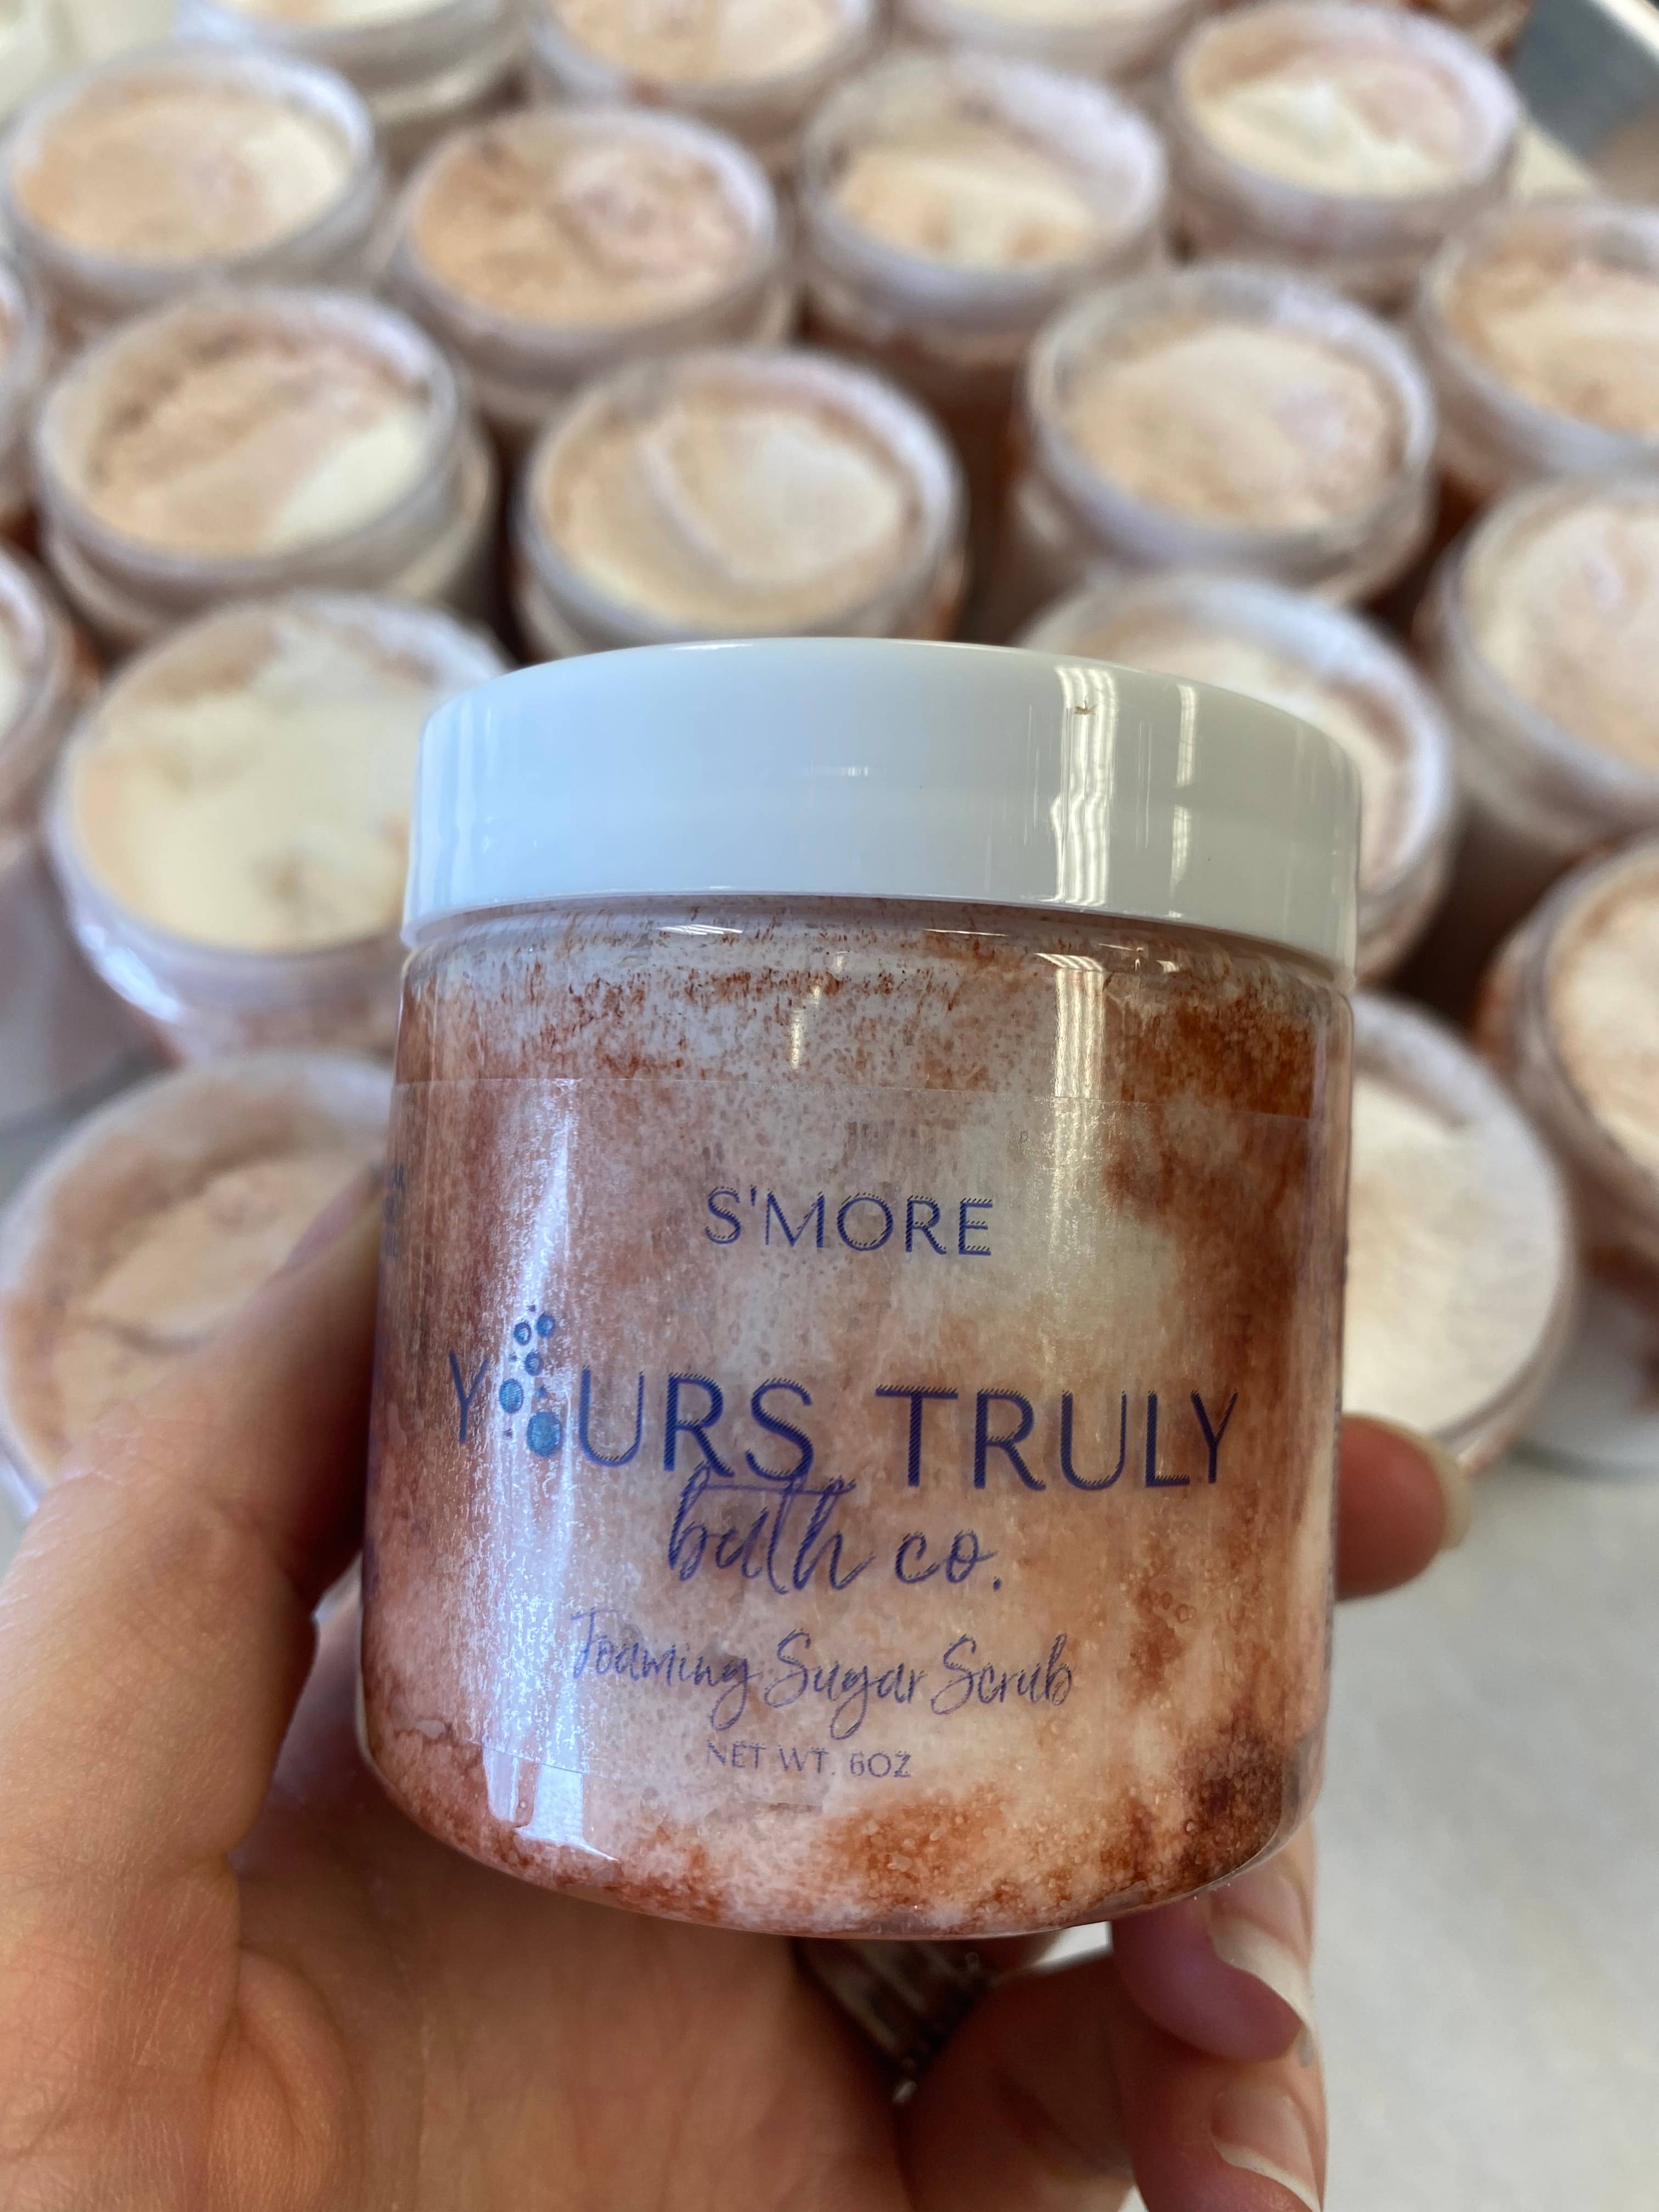 S'MORE
YOURS TRULY
bath co.
Foaming Sugar Scrub
NET WT. 6OZ